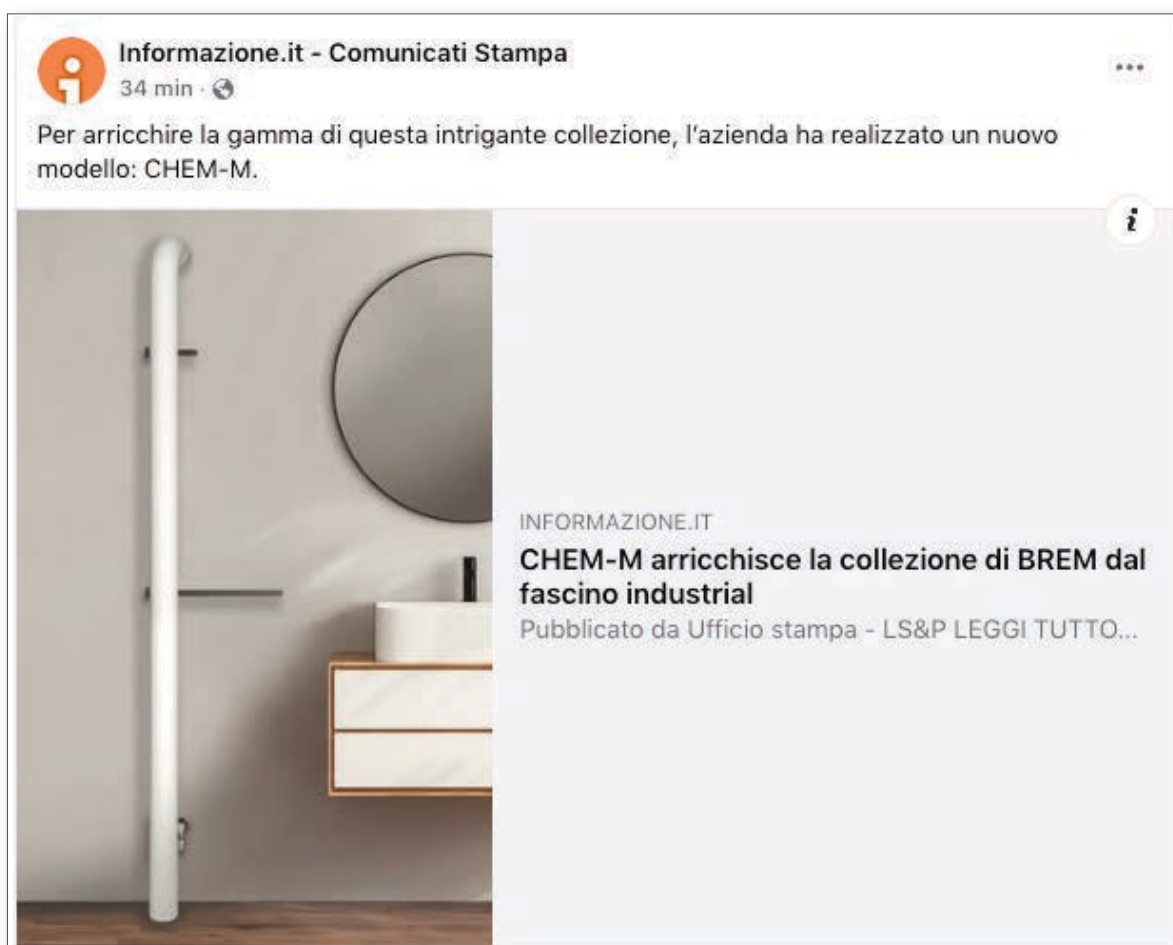 Informazione.it - Comunicati Stampa
34 min ·
Per arricchire la gamma di questa intrigante collezione, l'azienda ha realizzato un nuovo
modello: CHEM-M.
INFORMAZIONE.IT
CHEM-M arricchisce la collezione di BREM dal
fascino industrial
Pubblicato da Ufficio stampa - LS&P LEGGI TUTTO...